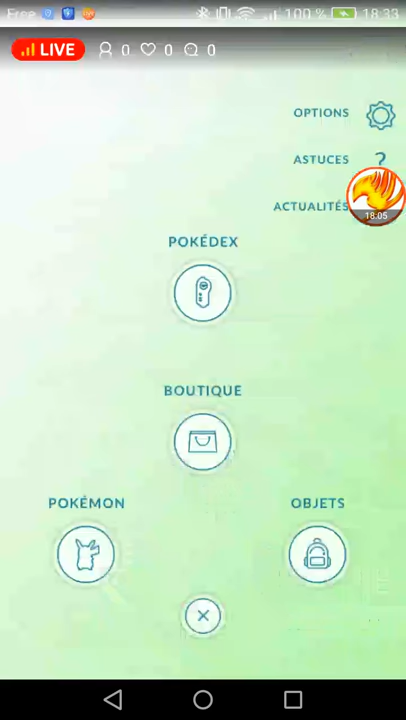 Free 100 % 18:33
LIVE 0 0 0
OPTIONS
ASTUCES ?
ACTUALITÉS
18:05
POKÉDEX
BOUTIQUE
POKÉMON OBJETS